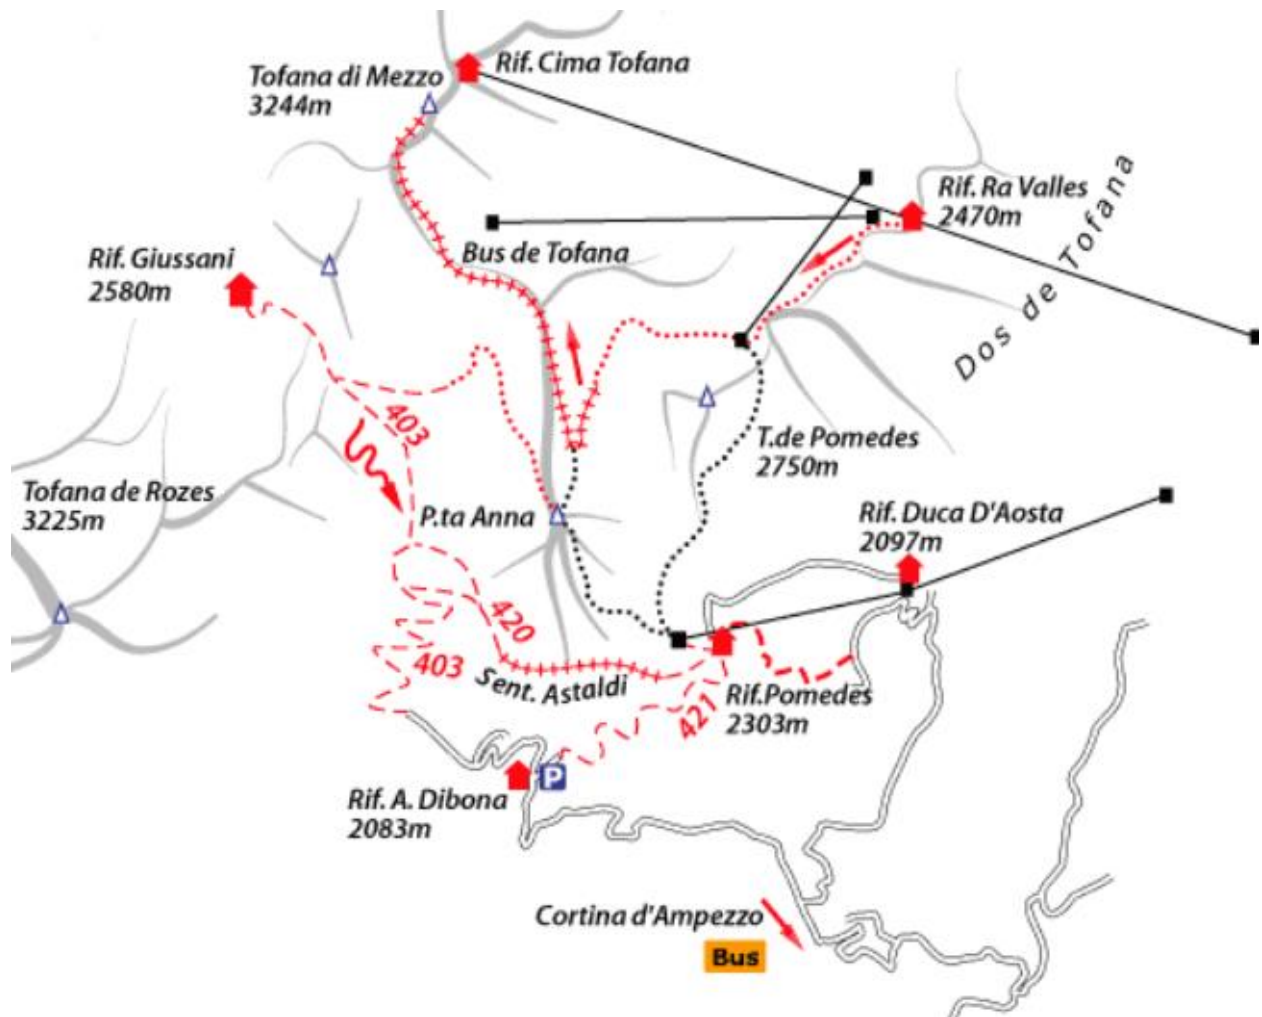 Rif. Cima Tofana
Tofana di Mezzo
3244m
Rif. Ra Valles
2470m
Dos de Tofana
Bus de Tofana
Rif. Giussani
2580m
403
T.de Pomedes
2750m
Tofana de Rozes
3225m
P.ta Anna
Rif. Duca D'Aosta
2097m
420
403
Sent. Astaldi
421
Rif.Pomedes
2303m
P
Rif. A. Dibona
2083m
Cortina d'Ampezzo
Bus